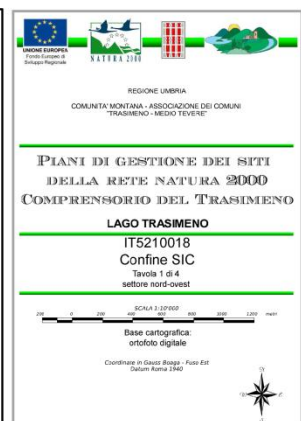 UNIONE EUROPEA
Fondo Europeo di
Sviluppo Regionale
NATURA 2000
REGIONE UMBRIA
COMUNITA' MONTANA - ASSOCIAZIONE DEI COMUNI
"TRASIMENO - MEDIO TEVERE"
PIANI DI GESTIONE DEI SITI
DELLA RETE NATURA 2000
COMPRENSORIO DEL TRASIMENO
LAGO TRASIMENO
IT5210018
Confine SIC
Tavola 1 di 4
settore nord-ovest
SCALA 1:10'000
200 0 200 400 600 800 1000 1200 metri
Base cartografica:
ortofoto digitale
Coordinate in Gauss Boaga - Fuso Est
Datum Roma 1940